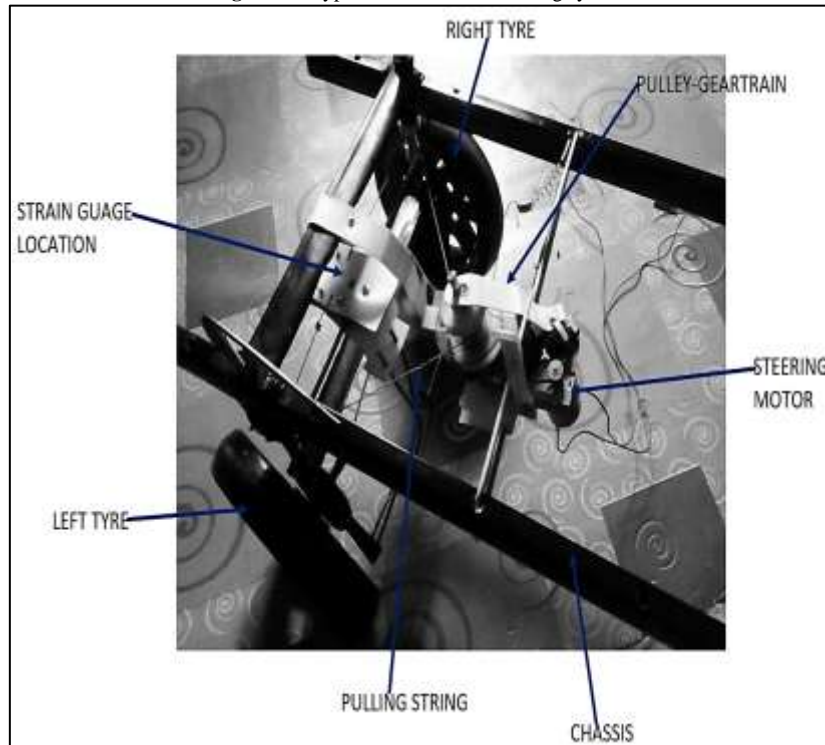 RIGHT TYRE
PULLEY-GEARTRAIN
STRAIN GUAGE
LOCATION
STEERING
MOTOR
LEFT TYRE
PULLING STRING
CHASSIS